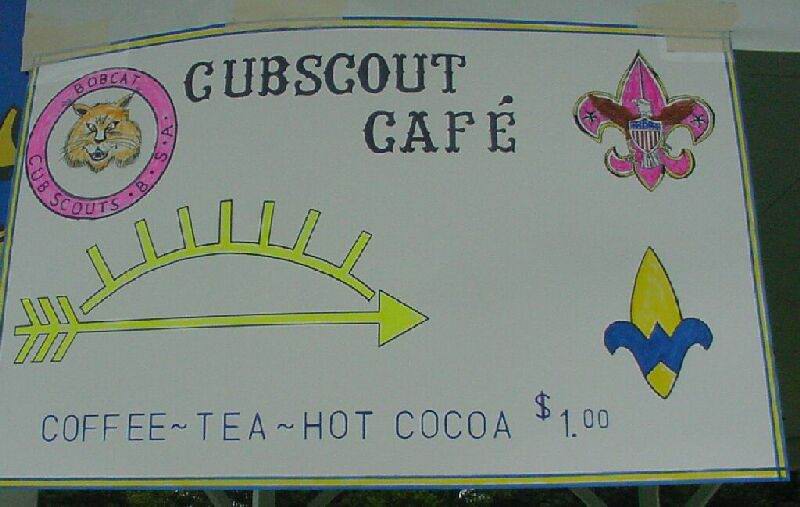 CUBSCOUT
CAFÉ
BOBCAT
CUB SCOUTS • B • S • A •
COFFEE~TEA~HOT COCOA $1.00